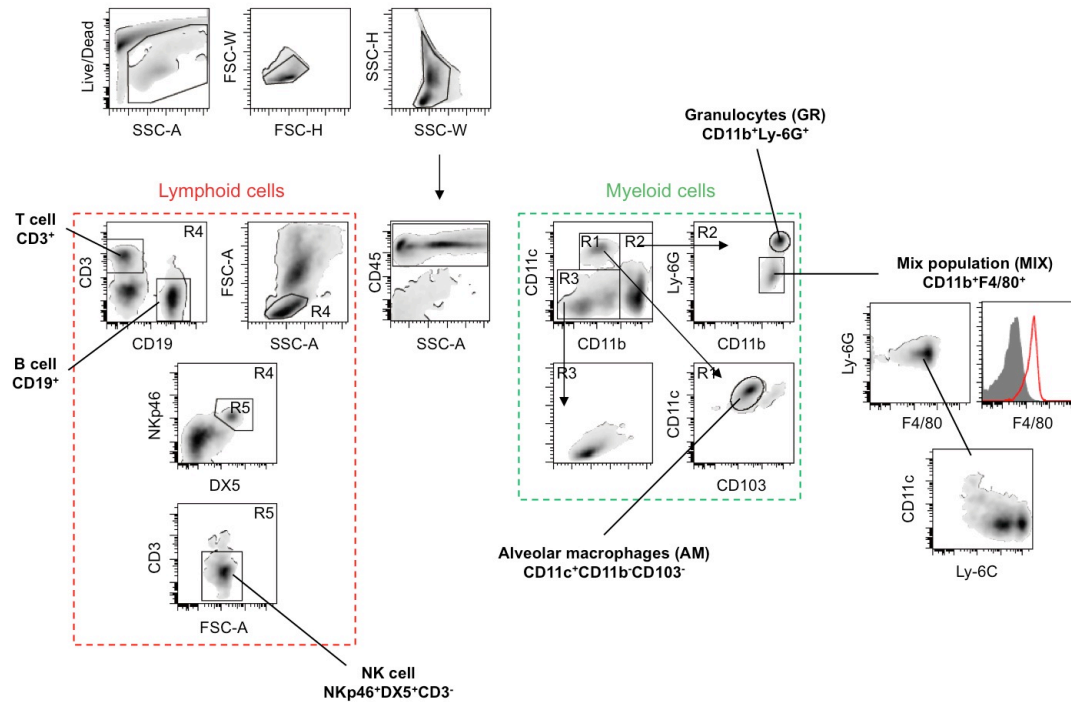 Live/Dead
SSC-A
FSC-W
FSC-H
SSC-H
SSC-W
Lymphoid cells
T cell
CD3⁺
B cell
CD19⁺
CD3
R4
CD19
FSC-A
R4
SSC-A
NKp46
R4
R5
DX5
CD3
R5
FSC-A
NK cell
NKp46⁺DX5⁺CD3⁻
CD45
SSC-A
Myeloid cells
Granulocytes (GR)
CD11b⁺Ly-6G⁺
CD11c
R1
R2
R3
CD11b
Ly-6G
R2
CD11b
R3
CD11c
R1
CD103
Alveolar macrophages (AM)
CD11c⁺CD11b⁻CD103⁻
Mix population (MIX)
CD11b⁺F4/80⁺
Ly-6G
F4/80
F4/80
CD11c
Ly-6C